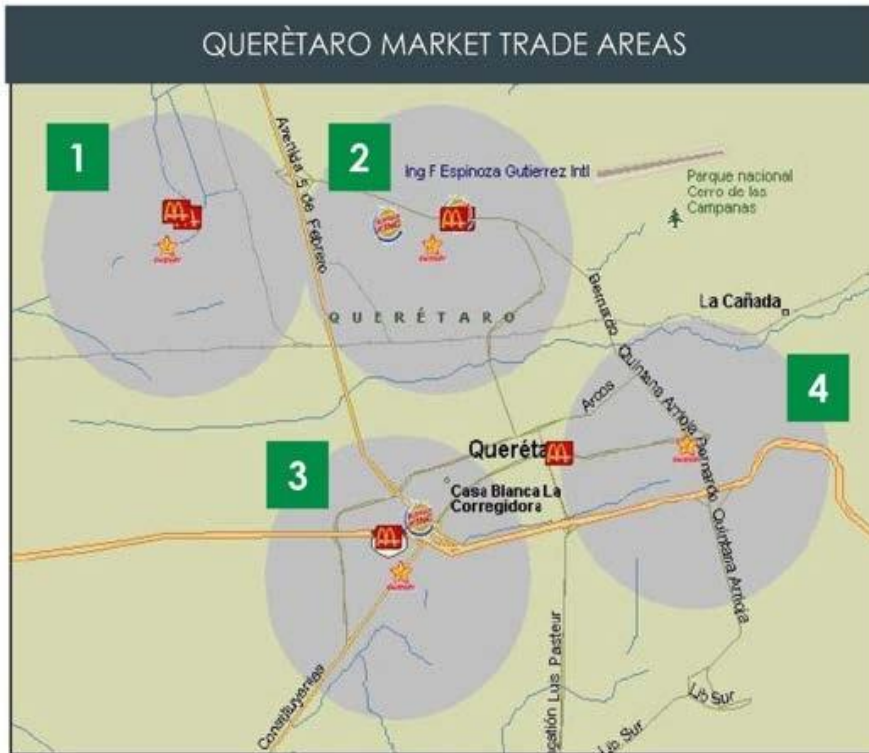 QUERÈTARO MARKET TRADE AREAS
1
2
Avenida 5 de Febrero
Ing F Espinoza Gutierrez Intl
Parque nacional
Cerro de las
Campanas
BURGER
KING
QUERÉTARO
La Cañada
Bernardo Quintana Arrioja
Bernardo Quintana Arrioja
4
Arcos
3
Queréta
Casa Blanca La
Corregidora
Constituyentes
Luis Pasteur
Lib Sur
Lib Sur